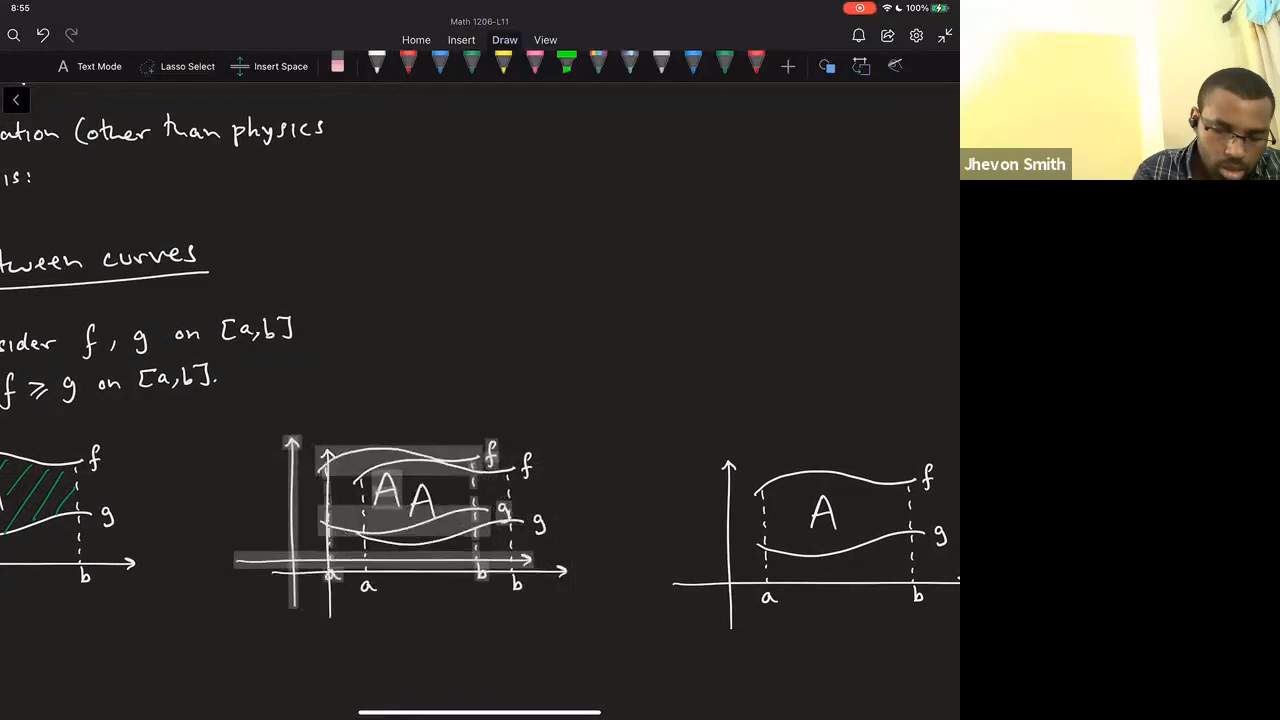 8:55
100%
Math 1206-L11
Home Insert Draw View
Text Mode Lasso Select Insert Space
Jhevon Smith
ation (other than physics
is:
tween curves
sider f, g on [a,b]
f ⩾ g on [a,b].
f
g
b
f
A
g
a
b
f
A
g
a
b
f
A
g
a
b